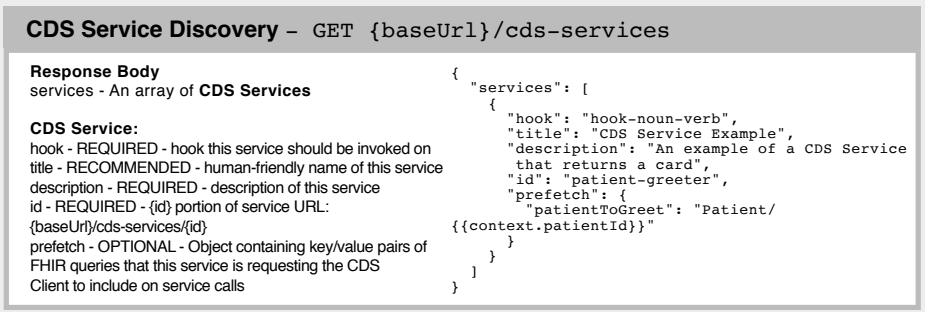 CDS Service Discovery – GET {baseUrl}/cds-services
Response Body
services - An array of CDS Services
CDS Service:
hook - REQUIRED - hook this service should be invoked on
title - RECOMMENDED - human-friendly name of this service
description - REQUIRED - description of this service
id - REQUIRED - {id} portion of service URL:
{baseUrl}/cds-services/{id}
prefetch - OPTIONAL - Object containing key/value pairs of
FHIR queries that this service is requesting the CDS
Client to include on service calls
{
  "services": [
    {
      "hook": "hook-noun-verb",
      "title": "CDS Service Example",
      "description": "An example of a CDS Service
       that returns a card",
      "id": "patient-greeter",
      "prefetch": {
        "patientToGreet": "Patient/
{{context.patientId}}"
      }
    }
  ]
}